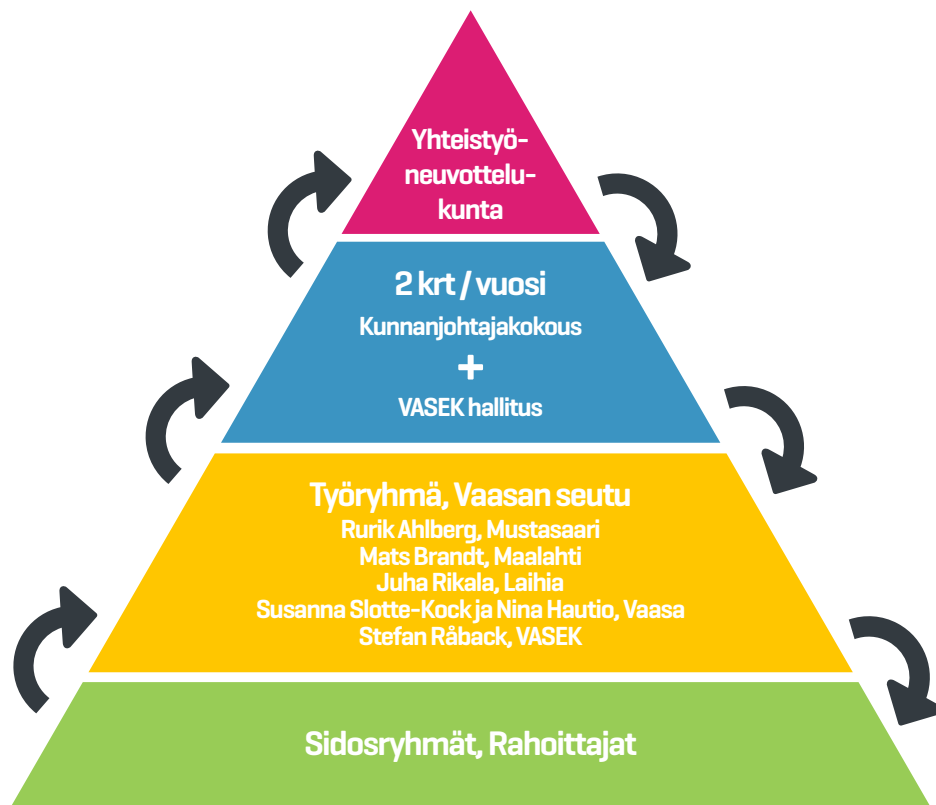 Yhteistyö-
neuvottelu-
kunta
2 krt / vuosi
Kunnanjohtajakokous
+
VASEK hallitus
Työryhmä, Vaasan seutu
Rurik Ahlberg, Mustasaari
Mats Brandt, Maalahti
Juha Rikala, Laihia
Susanna Slotte-Kock ja Nina Hautio, Vaasa
Stefan Råback, VASEK
Sidosryhmät, Rahoittajat